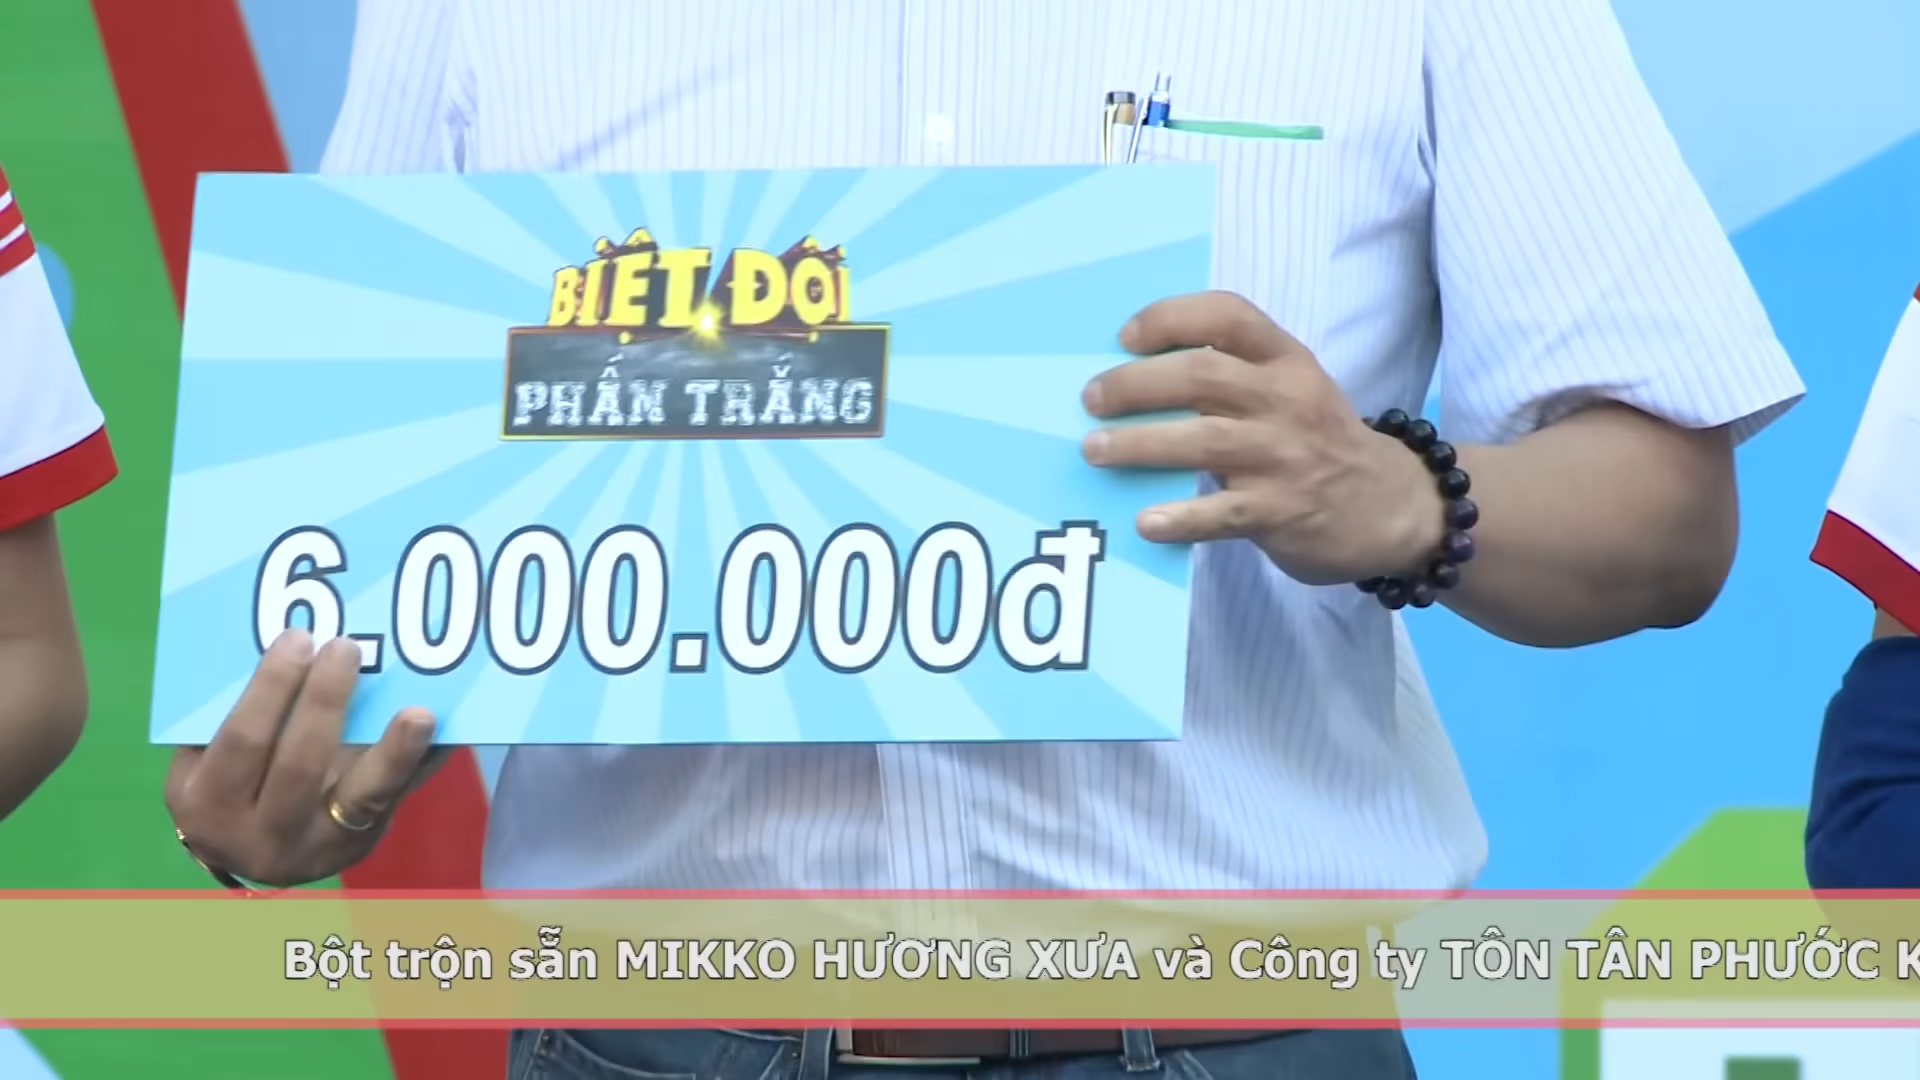 BIỆT ĐỘI
PHẤN TRẮNG
6.000.000đ
Bột trộn sẵn MIKKO HƯƠNG XƯA và Công ty TÔN TÂN PHƯỚC K